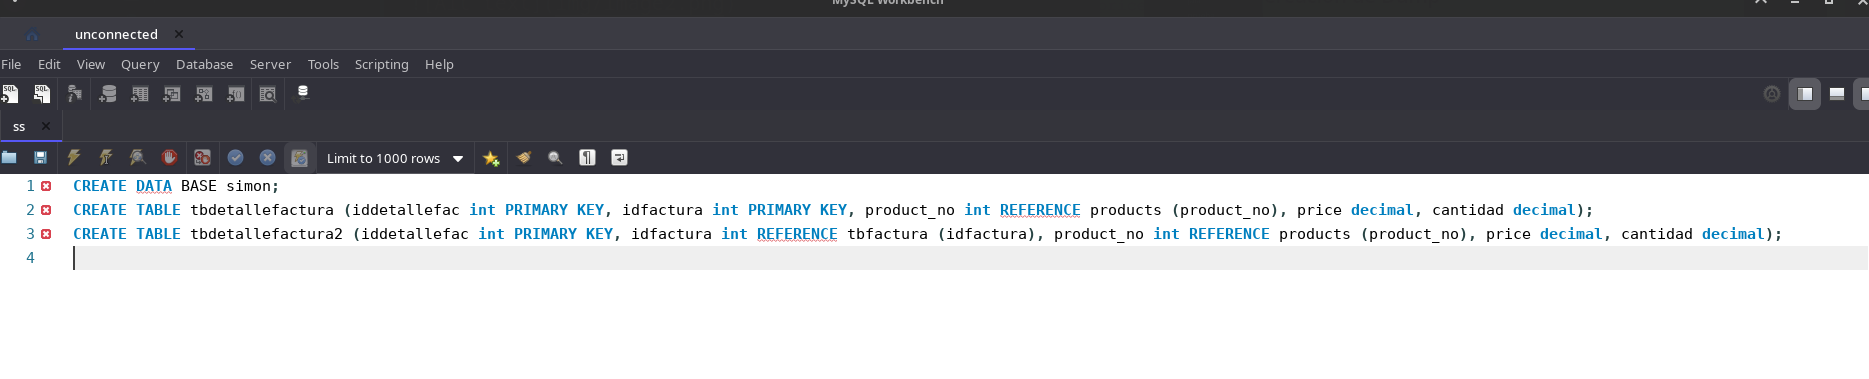 MySQL Workbench
unconnected
File Edit View Query Database Server Tools Scripting Help
SQL SQL
ss
Limit to 1000 rows
1 CREATE DATA BASE simon;
2 CREATE TABLE tbdetallefactura (iddetallefac int PRIMARY KEY, idfactura int PRIMARY KEY, product_no int REFERENCE products (product_no), price decimal, cantidad decimal);
3 CREATE TABLE tbdetallefactura2 (iddetallefac int PRIMARY KEY, idfactura int REFERENCE tbfactura (idfactura), product_no int REFERENCE products (product_no), price decimal, cantidad decimal);
4